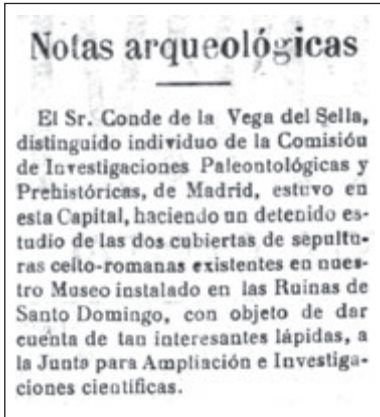 Notas arqueológicas
El Sr. Conde de la Vega del Sella,
distinguido individuo de la Comisión
de Investigaciones Paleontológicas y
Prehistóricas, de Madrid, estuvo en
esta Capital, haciendo un detenido es-
tudio de las dos cubiertas de sepultu-
ras celto-romanas existentes en nues-
tro Museo instalado en las Ruinas de
Santo Domingo, con objeto de dar
cuenta de tan interesantes lápidas, a
la Junta para Ampliación e Investiga-
ciones científicas.